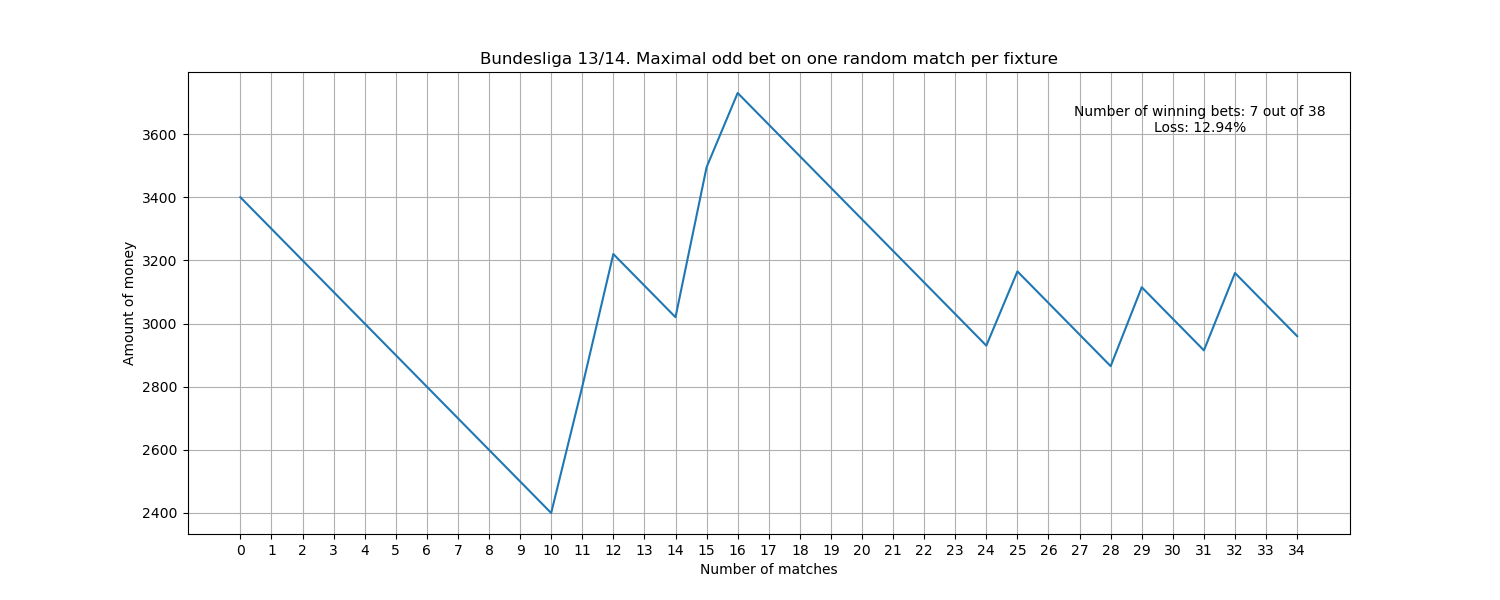 Bundesliga 13/14. Maximal odd bet on one random match per fixture
Number of winning bets: 7 out of 38
Loss: 12.94%
Amount of money
3600
3400
3200
3000
2800
2600
2400
0 1 2 3 4 5 6 7 8 9 10 11 12 13 14 15 16 17 18 19 20 21 22 23 24 25 26 27 28 29 30 31 32 33 34
Number of matches